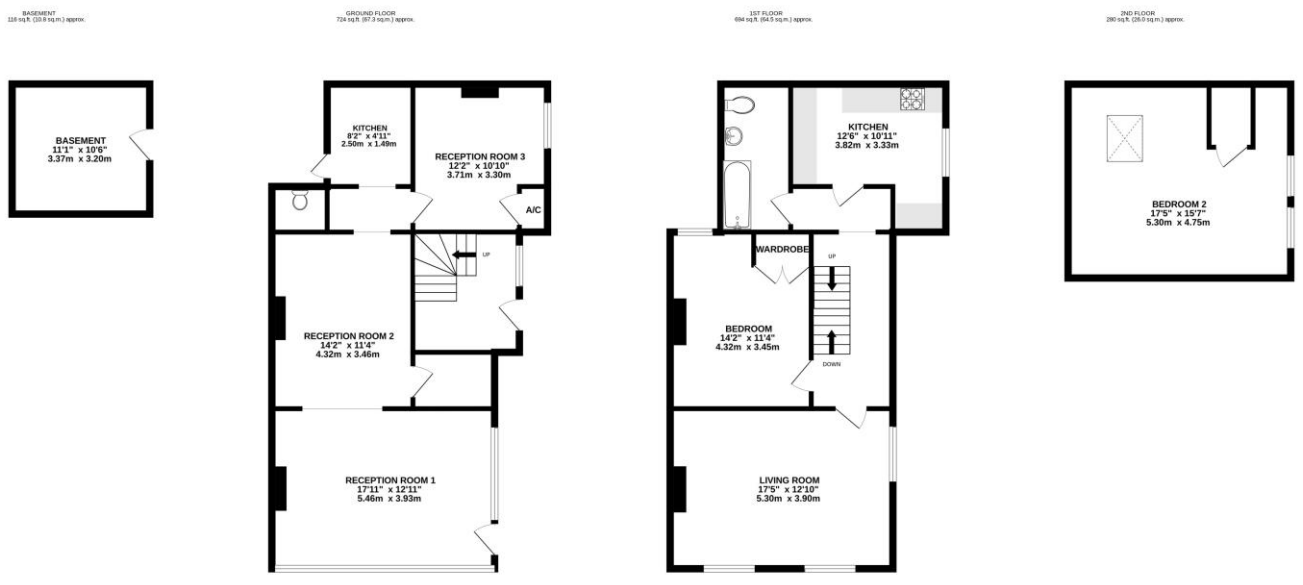 BASEMENT
116 sq.ft. (10.8 sq.m.) approx.
GROUND FLOOR
724 sq.ft. (67.3 sq.m.) approx.
1ST FLOOR
694 sq.ft. (64.5 sq.m.) approx.
2ND FLOOR
280 sq.ft. (26.0 sq.m.) approx.
BASEMENT
11'1" x 10'6"
3.37m x 3.20m
KITCHEN
8'2" x 4'11"
2.50m x 1.49m
RECEPTION ROOM 3
12'2" x 10'10"
3.71m x 3.30m
A/C
UP
RECEPTION ROOM 2
14'2" x 11'4"
4.32m x 3.46m
RECEPTION ROOM 1
17'11" x 12'11"
5.46m x 3.93m
KITCHEN
12'6" x 10'11"
3.82m x 3.33m
WARDROBE
UP
BEDROOM
14'2" x 11'4"
4.32m x 3.45m
DOWN
LIVING ROOM
17'5" x 12'10"
5.30m x 3.90m
BEDROOM 2
17'5" x 15'7"
5.30m x 4.75m